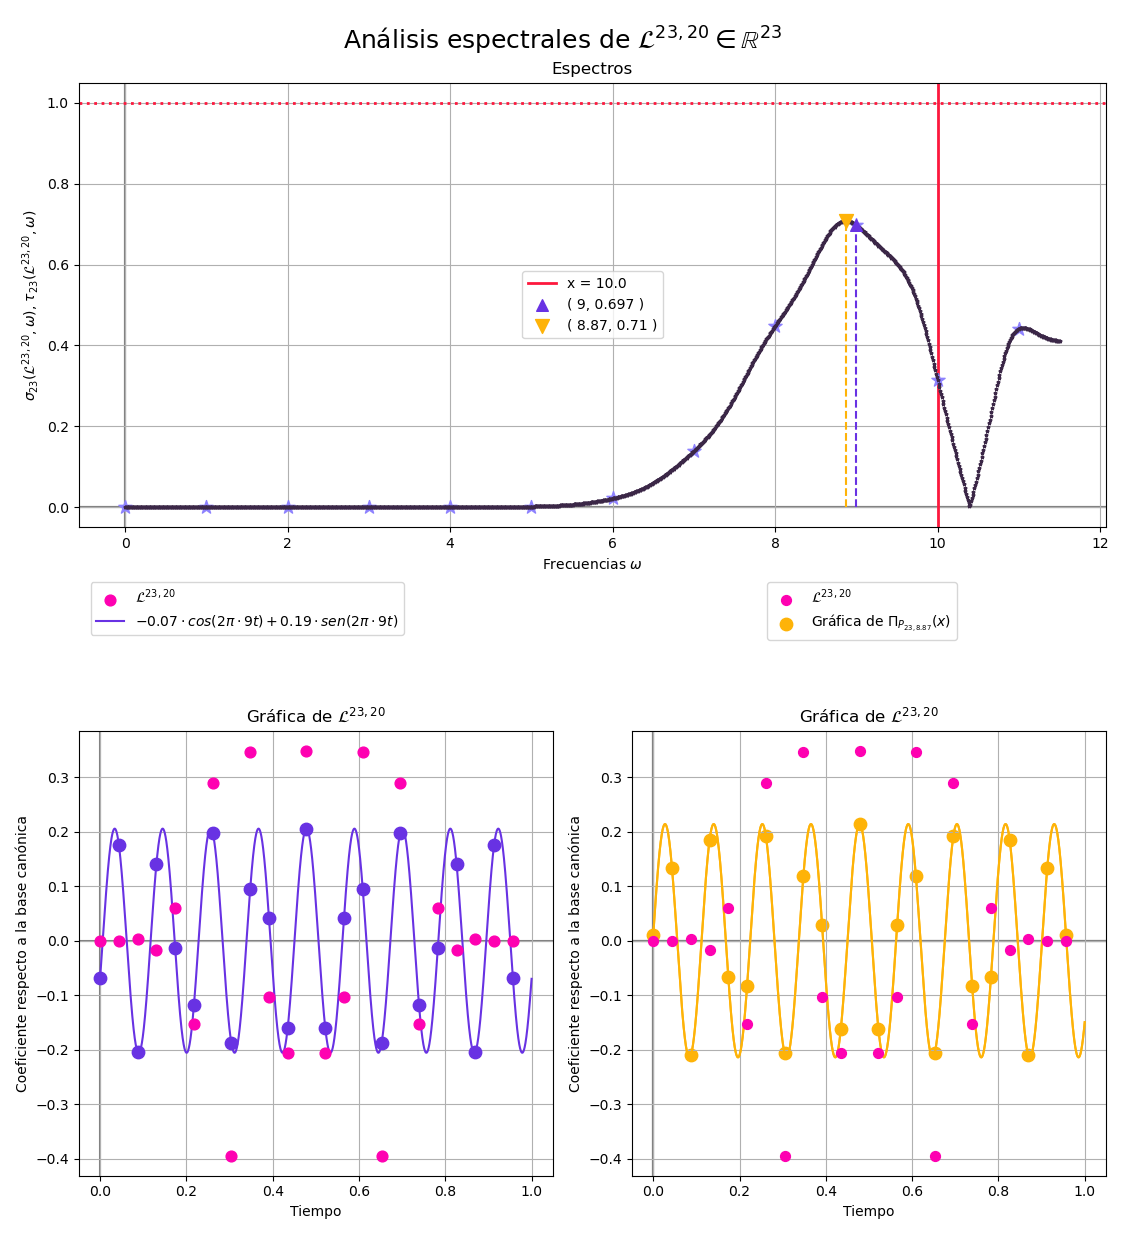 Análisis espectrales de 𝓛^{23,20} ∈ ℝ^{23}
Espectros
σ_{23}(𝓛^{23,20}, ω), τ_{23}(𝓛^{23,20}, ω)
1.0
0.8
0.6
0.4
0.2
0.0
x = 10.0
( 9, 0.697 )
( 8.87, 0.71 )
0 2 4 6 8 10 12
Frecuencias ω
𝓛^{23,20}
−0.07 · cos(2π · 9t) + 0.19 · sen(2π · 9t)
𝓛^{23,20}
Gráfica de Π_{P_{23,8.87}}(x)
Gráfica de 𝓛^{23,20}
Coeficiente respecto a la base canónica
0.3
0.2
0.1
0.0
−0.1
−0.2
−0.3
−0.4
0.0 0.2 0.4 0.6 0.8 1.0
Tiempo
Gráfica de 𝓛^{23,20}
Coeficiente respecto a la base canónica
0.3
0.2
0.1
0.0
−0.1
−0.2
−0.3
−0.4
0.0 0.2 0.4 0.6 0.8 1.0
Tiempo